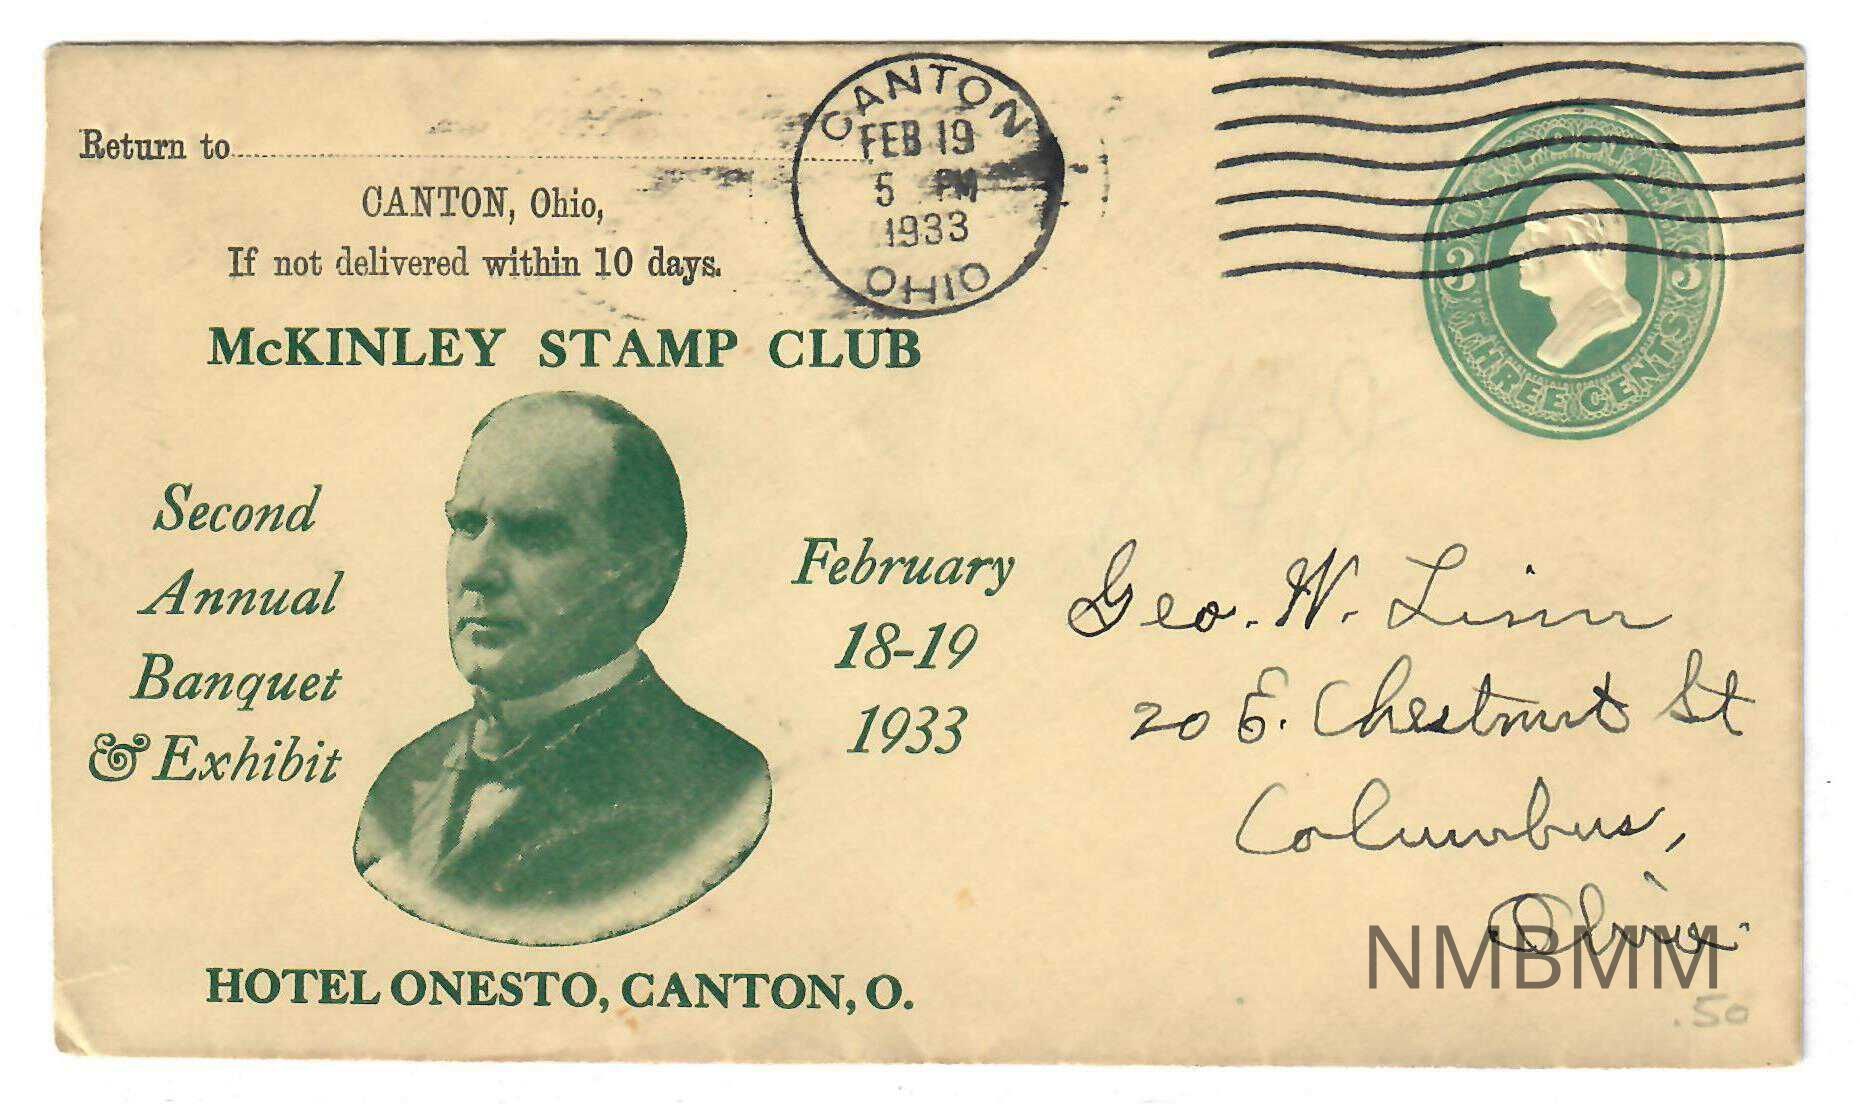 Return to
CANTON, Ohio,
If not delivered within 10 days.
CANTON
FEB 19
5 PM
1933
OHIO
U.S. POSTAGE
3 3
THREE CENTS
McKINLEY STAMP CLUB
Second
Annual
Banquet
& Exhibit
February
18-19
1933
HOTEL ONESTO, CANTON, O.
Geo. W. Linn
20 E. Chestnut St
Columbus,
Ohio.
NMBMM
.50